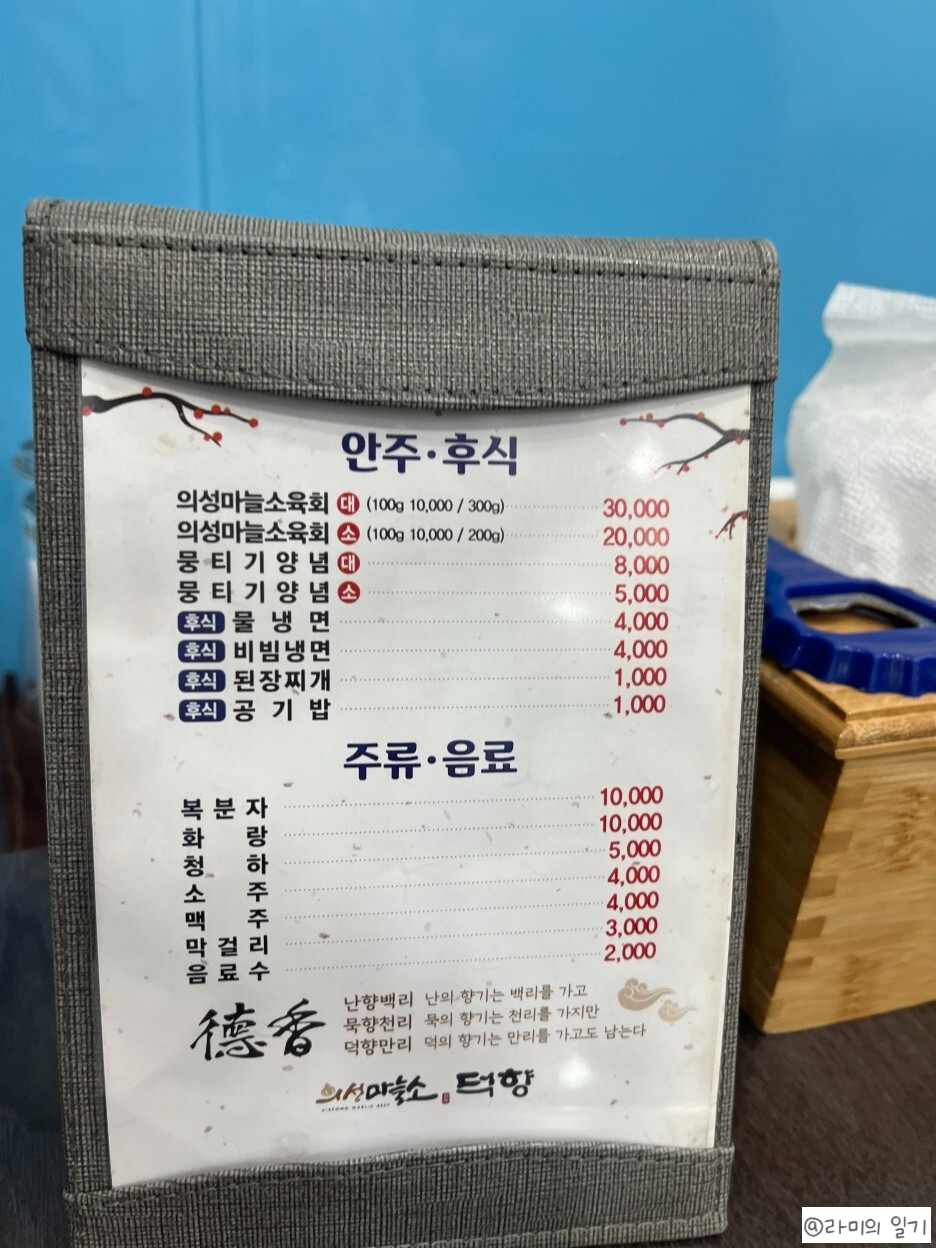 안주·후식
의성마늘소육회 대 (100g 10,000 / 300g) 30,000
의성마늘소육회 소 (100g 10,000 / 200g) 20,000
뭉티기양념 대 8,000
뭉티기양념 소 5,000
후식 물냉면 4,000
후식 비빔냉면 4,000
후식 된장찌개 1,000
후식 공기밥 1,000
주류·음료
복분자 10,000
화랑 10,000
청하 5,000
소주 4,000
맥주 4,000
막걸리 3,000
음료수 2,000
德香
난향백리 난의 향기는 백리를 가고
묵향천리 묵의 향기는 천리를 가지만
덕향만리 덕의 향기는 만리를 가고도 남는다
의성마늘소 덕향
UISEONG GARLIC BEEF
@라미의 일기